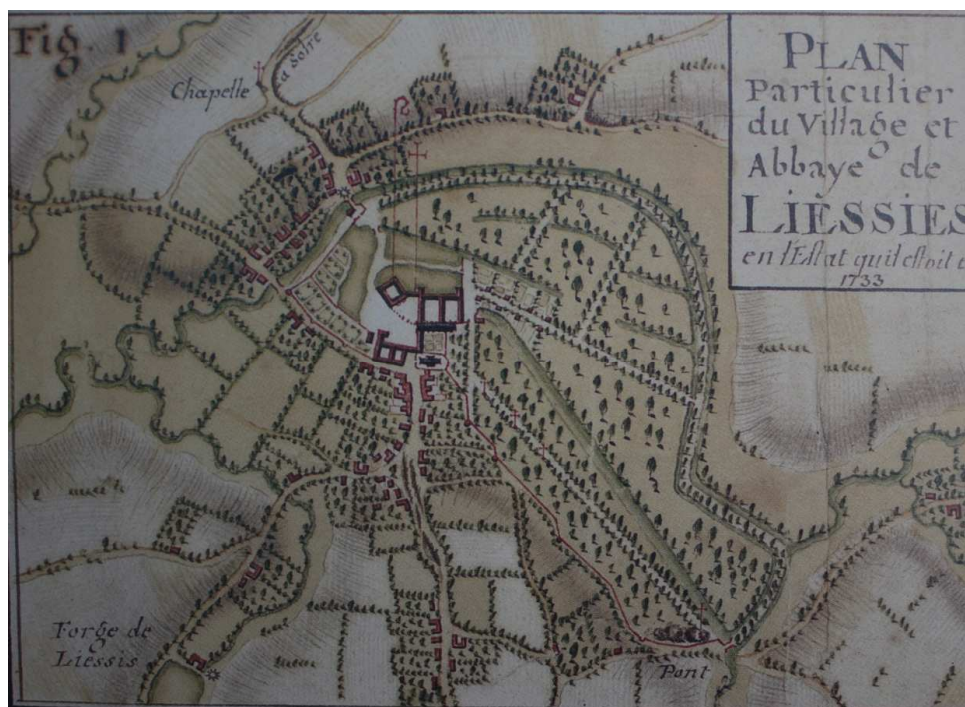 Fig. 1
PLAN
Particulier
du Village et
Abbaye de
LIÈSSIES
en l'Estat quil estoit
1733
Chapelle
la Solre
Forge de
Liessis
Pont